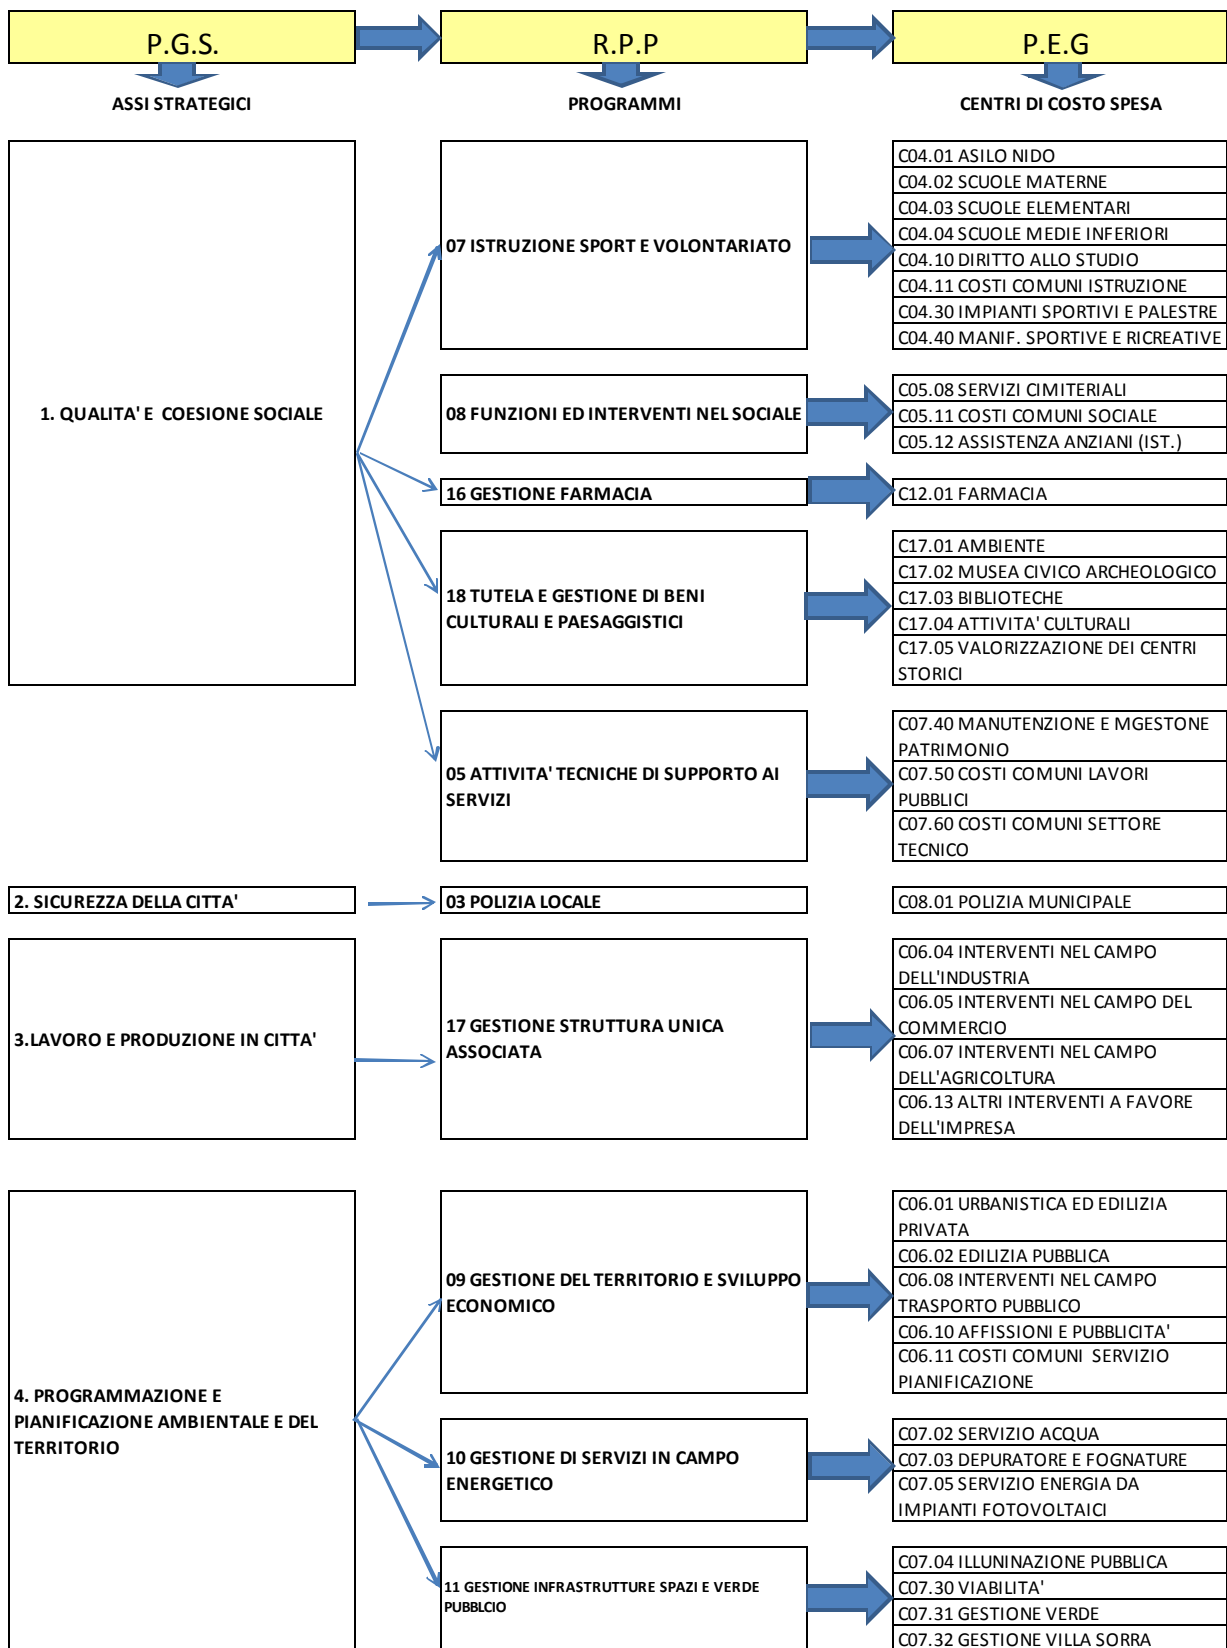 P.G.S.
R.P.P
P.E.G
ASSI STRATEGICI
PROGRAMMI
CENTRI DI COSTO SPESA
1. QUALITA' E  COESIONE SOCIALE
07 ISTRUZIONE SPORT E VOLONTARIATO
C04.01 ASILO NIDO
C04.02 SCUOLE MATERNE
C04.03 SCUOLE ELEMENTARI
C04.04 SCUOLE MEDIE INFERIORI
C04.10 DIRITTO ALLO STUDIO
C04.11 COSTI COMUNI ISTRUZIONE
C04.30 IMPIANTI SPORTIVI E PALESTRE
C04.40 MANIF. SPORTIVE E RICREATIVE
08 FUNZIONI ED INTERVENTI NEL SOCIALE
C05.08 SERVIZI CIMITERIALI
C05.11 COSTI COMUNI SOCIALE
C05.12 ASSISTENZA ANZIANI (IST.)
16 GESTIONE FARMACIA
C12.01 FARMACIA
18 TUTELA E GESTIONE DI BENI
CULTURALI E PAESAGGISTICI
C17.01 AMBIENTE
C17.02 MUSEA CIVICO ARCHEOLOGICO
C17.03 BIBLIOTECHE
C17.04 ATTIVITA' CULTURALI
C17.05 VALORIZZAZIONE DEI CENTRI
STORICI
05 ATTIVITA' TECNICHE DI SUPPORTO AI
SERVIZI
C07.40 MANUTENZIONE E MGESTONE
PATRIMONIO
C07.50 COSTI COMUNI LAVORI
PUBBLICI
C07.60 COSTI COMUNI SETTORE
TECNICO
2. SICUREZZA DELLA CITTA'
03 POLIZIA LOCALE
C08.01 POLIZIA MUNICIPALE
3.LAVORO E PRODUZIONE IN CITTA'
17 GESTIONE STRUTTURA UNICA
ASSOCIATA
C06.04 INTERVENTI NEL CAMPO
DELL'INDUSTRIA
C06.05 INTERVENTI NEL CAMPO DEL
COMMERCIO
C06.07 INTERVENTI NEL CAMPO
DELL'AGRICOLTURA
C06.13 ALTRI INTERVENTI A FAVORE
DELL'IMPRESA
4. PROGRAMMAZIONE E
PIANIFICAZIONE AMBIENTALE E DEL
TERRITORIO
09 GESTIONE DEL TERRITORIO E SVILUPPO
ECONOMICO
C06.01 URBANISTICA ED EDILIZIA
PRIVATA
C06.02 EDILIZIA PUBBLICA
C06.08 INTERVENTI NEL CAMPO
TRASPORTO PUBBLICO
C06.10 AFFISSIONI E PUBBLICITA'
C06.11 COSTI COMUNI  SERVIZIO
PIANIFICAZIONE
10 GESTIONE DI SERVIZI IN CAMPO
ENERGETICO
C07.02 SERVIZIO ACQUA
C07.03 DEPURATORE E FOGNATURE
C07.05 SERVIZIO ENERGIA DA
IMPIANTI FOTOVOLTAICI
11 GESTIONE INFRASTRUTTURE SPAZI E VERDE
PUBBLCIO
C07.04 ILLUNINAZIONE PUBBLICA
C07.30 VIABILITA'
C07.31 GESTIONE VERDE
C07.32 GESTIONE VILLA SORRA